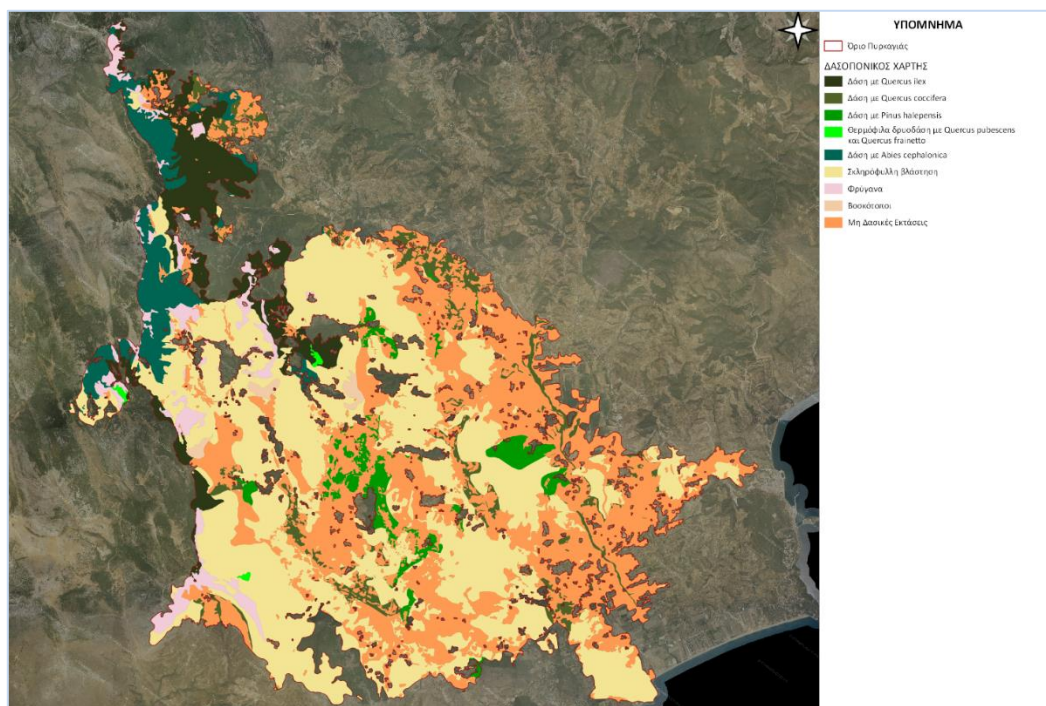 ΥΠΟΜΝΗΜΑ
Όριο Πυρκαγιάς
ΔΑΣΟΠΟΝΙΚΟΣ ΧΑΡΤΗΣ
Δάση με Quercus ilex
Δάση με Quercus coccifera
Δάση με Pinus halepensis
Θερμόφιλα δρυοδάση με Quercus pubescens
και Quercus frainetto
Δάση με Abies cephalonica
Σκληρόφυλλη βλάστηση
Φρύγανα
Βοσκότοποι
Μη Δασικές Εκτάσεις